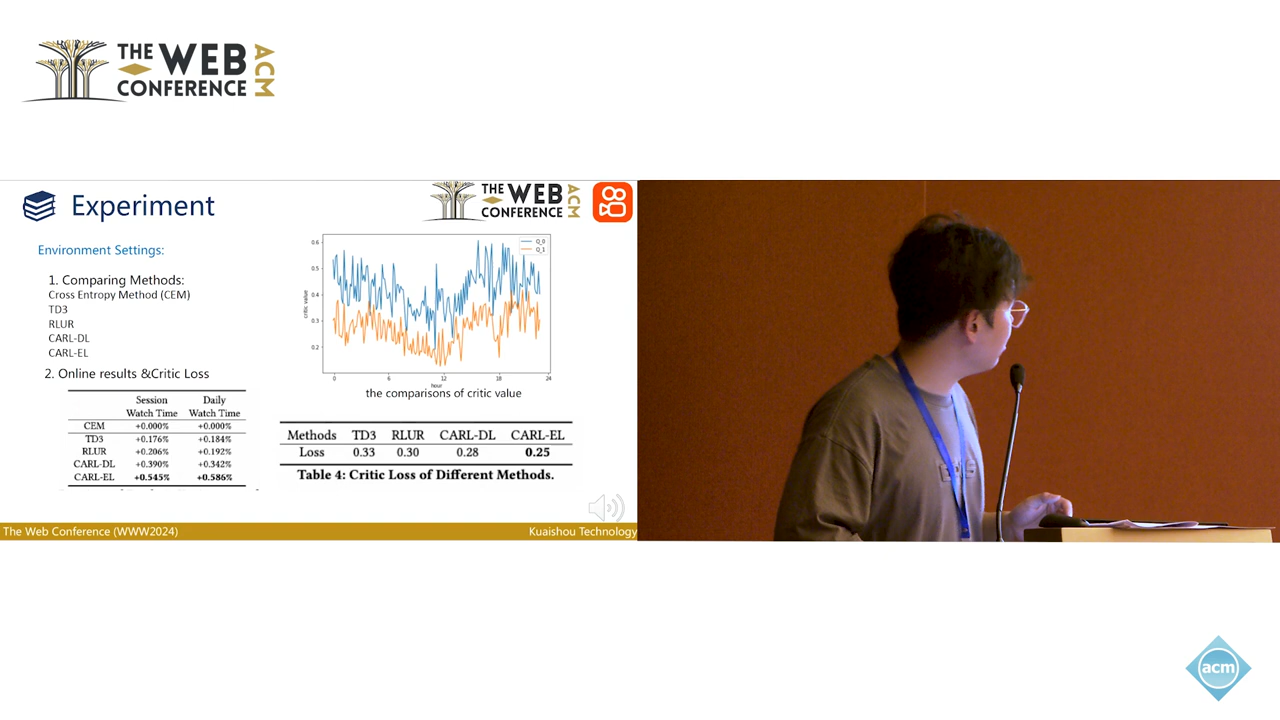 THE WEB
CONFERENCE
ACM
Experiment
THE WEB
CONFERENCE
ACM
Environment Settings:
1. Comparing Methods:
Cross Entropy Method (CEM)
TD3
RLUR
CARL-DL
CARL-EL
2. Online results &Critic Loss
Session Daily
Watch Time Watch Time
CEM +0.000% +0.000%
TD3 +0.176% +0.184%
RLUR +0.206% +0.192%
CARL-DL +0.390% +0.342%
CARL-EL +0.545% +0.586%
Q_0
Q_1
critic value
0.6
0.5
0.4
0.3
0.2
0 6 12 18 24
hour
the comparisons of critic value
Methods TD3 RLUR CARL-DL CARL-EL
Loss 0.33 0.30 0.28 0.25
Table 4: Critic Loss of Different Methods.
The Web Conference (WWW2024) Kuaishou Technology
acm